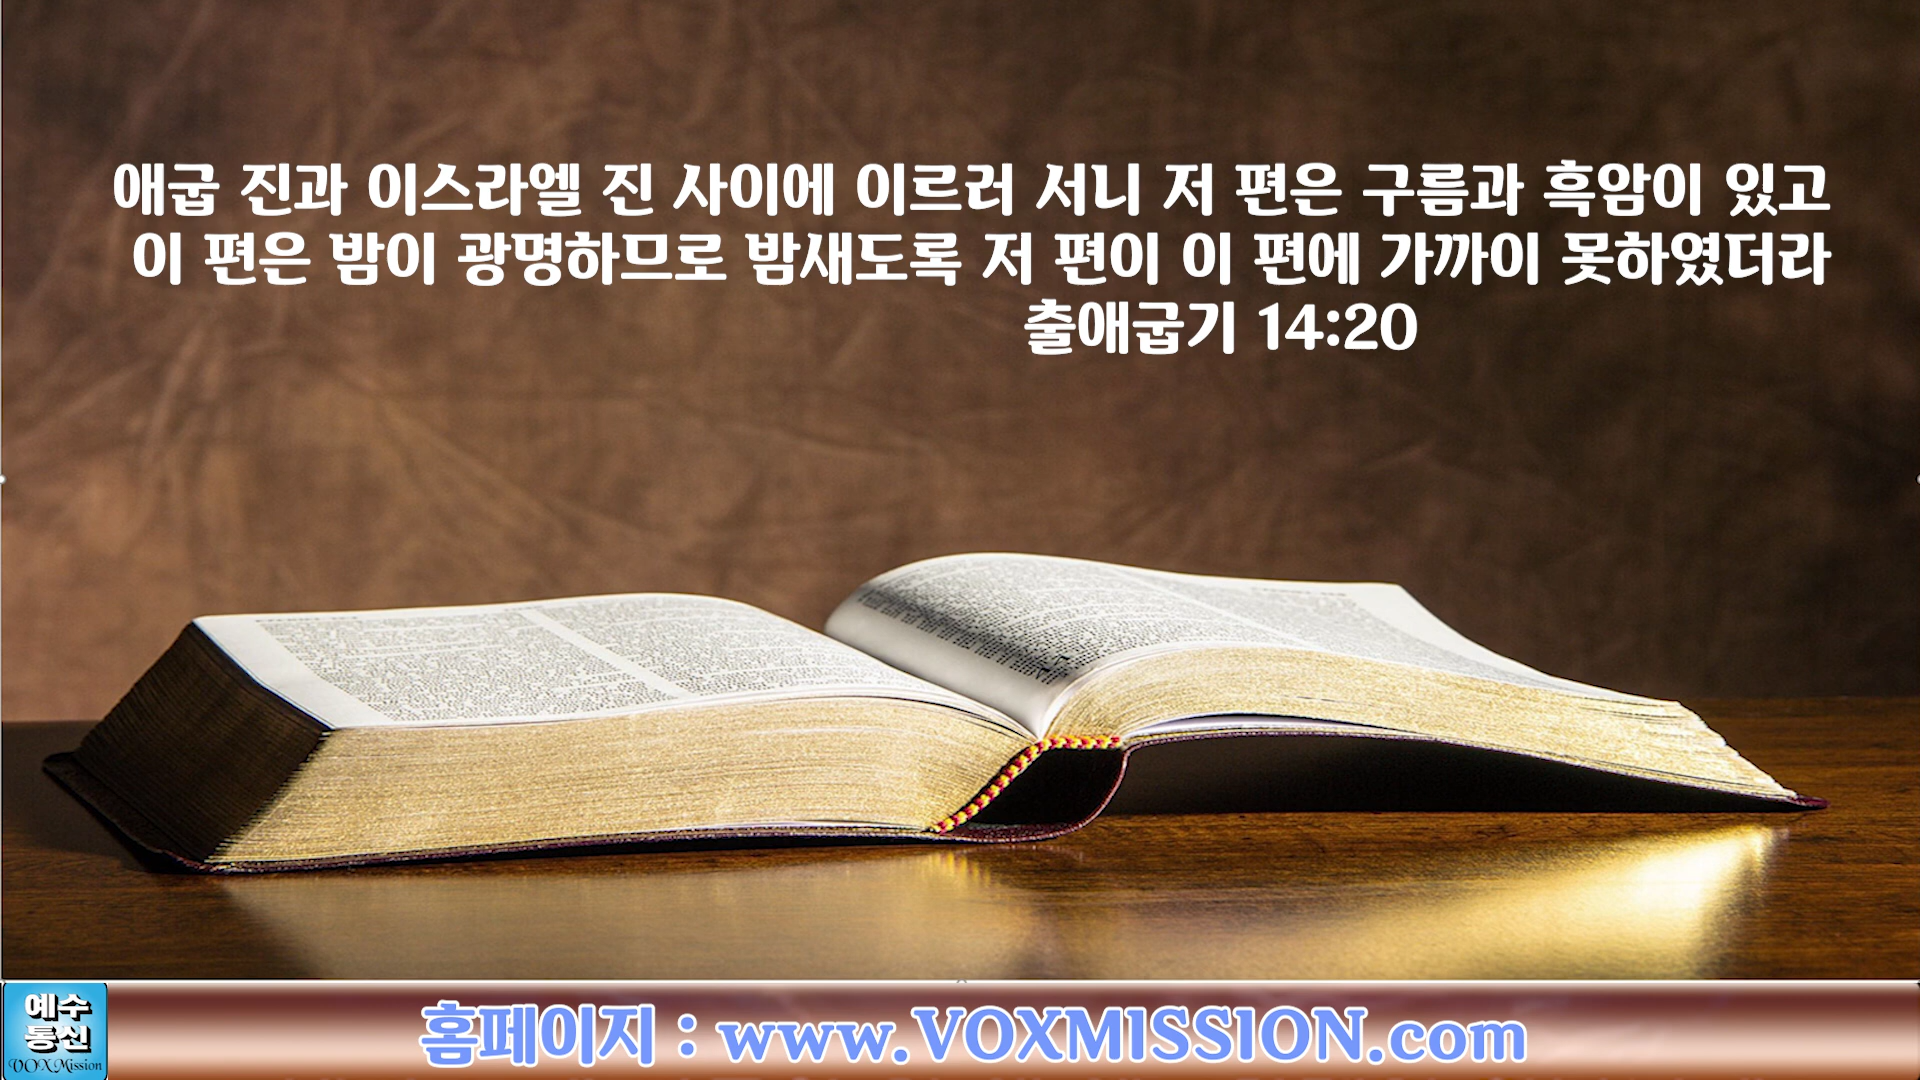 애굽 진과 이스라엘 진 사이에 이르러 서니 저 편은 구름과 흑암이 있고
이 편은 밤이 광명하므로 밤새도록 저 편이 이 편에 가까이 못하였더라
출애굽기 14:20
예수
통신
VOX Mission
홈페이지 : www.VOXMISSION.com